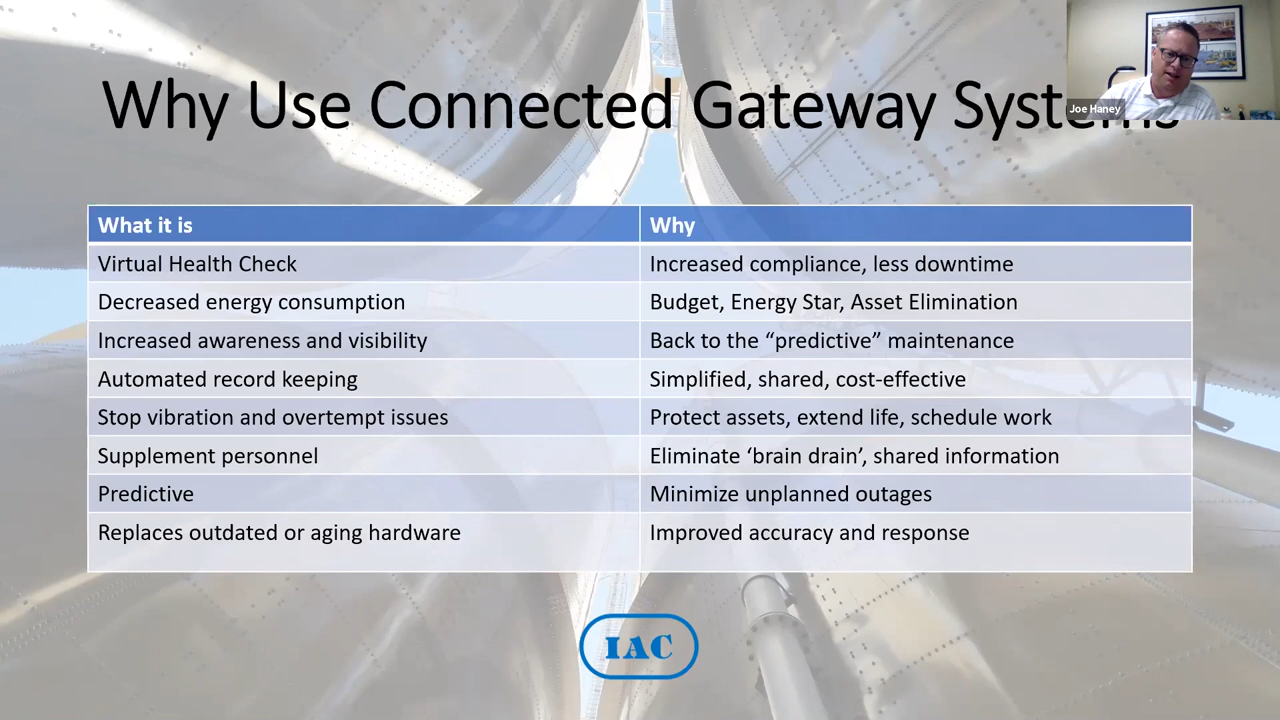 Why Use Connected Gateway Systems
Joe Haney
What it is
Why
Virtual Health Check
Increased compliance, less downtime
Decreased energy consumption
Budget, Energy Star, Asset Elimination
Increased awareness and visibility
Back to the “predictive” maintenance
Automated record keeping
Simplified, shared, cost-effective
Stop vibration and overtempt issues
Protect assets, extend life, schedule work
Supplement personnel
Eliminate ‘brain drain’, shared information
Predictive
Minimize unplanned outages
Replaces outdated or aging hardware
Improved accuracy and response
IAC